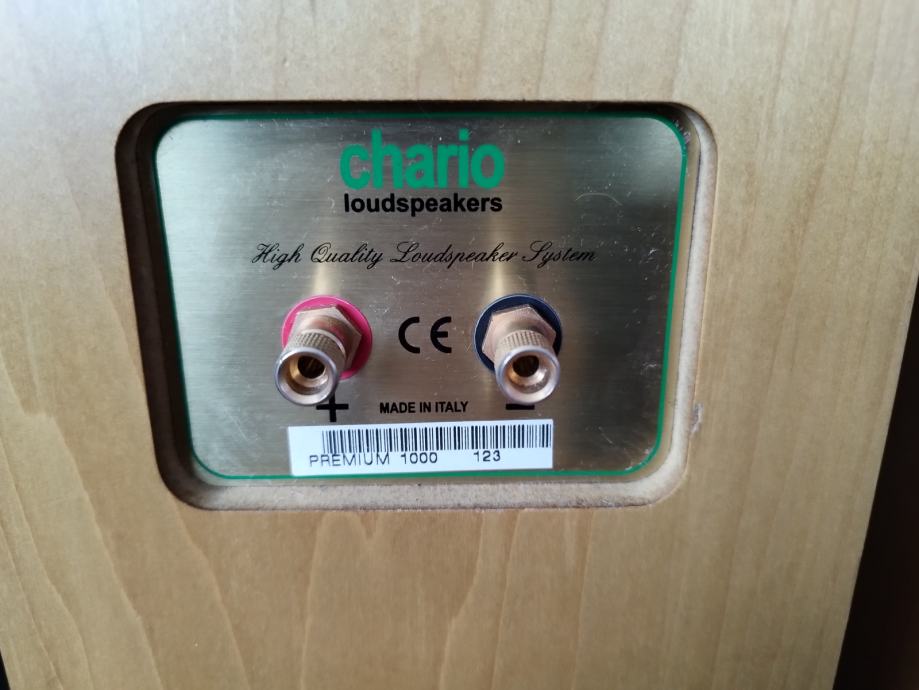 chario
loudspeakers
High Quality Loudspeaker System
CE
+ MADE IN ITALY −
PREMIUM 1000 123